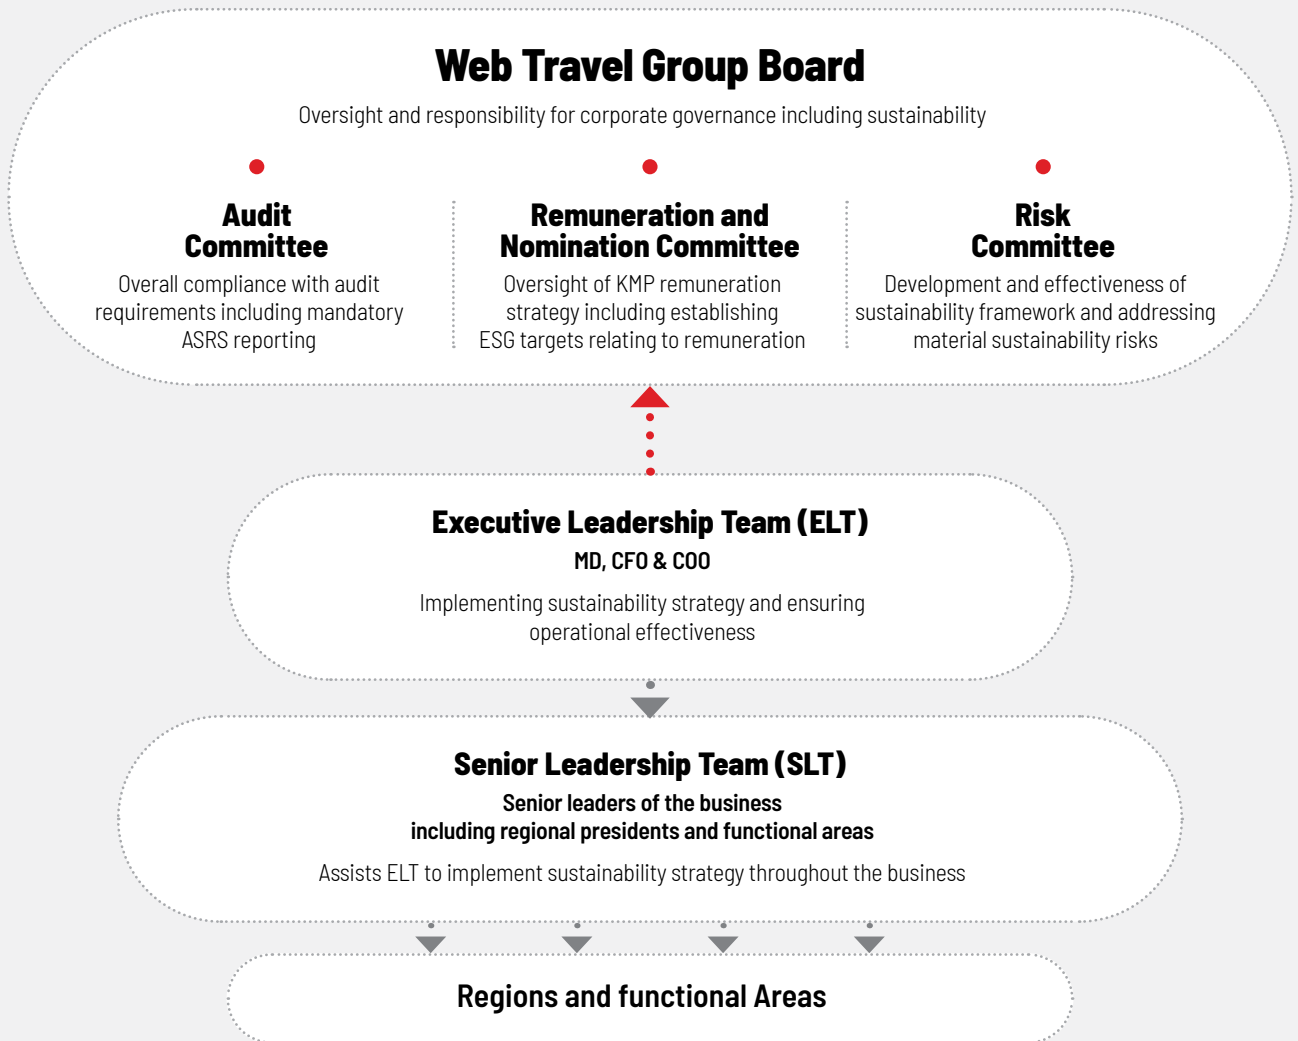 Web Travel Group Board
Oversight and responsibility for corporate governance including sustainability
Audit
Committee
Overall compliance with audit
requirements including mandatory
ASRS reporting
Remuneration and
Nomination Committee
Oversight of KMP remuneration
strategy including establishing
ESG targets relating to remuneration
Risk
Committee
Development and effectiveness of
sustainability framework and addressing
material sustainability risks
Executive Leadership Team (ELT)
MD, CFO & COO
Implementing sustainability strategy and ensuring
operational effectiveness
Senior Leadership Team (SLT)
Senior leaders of the business
including regional presidents and functional areas
Assists ELT to implement sustainability strategy throughout the business
Regions and functional Areas